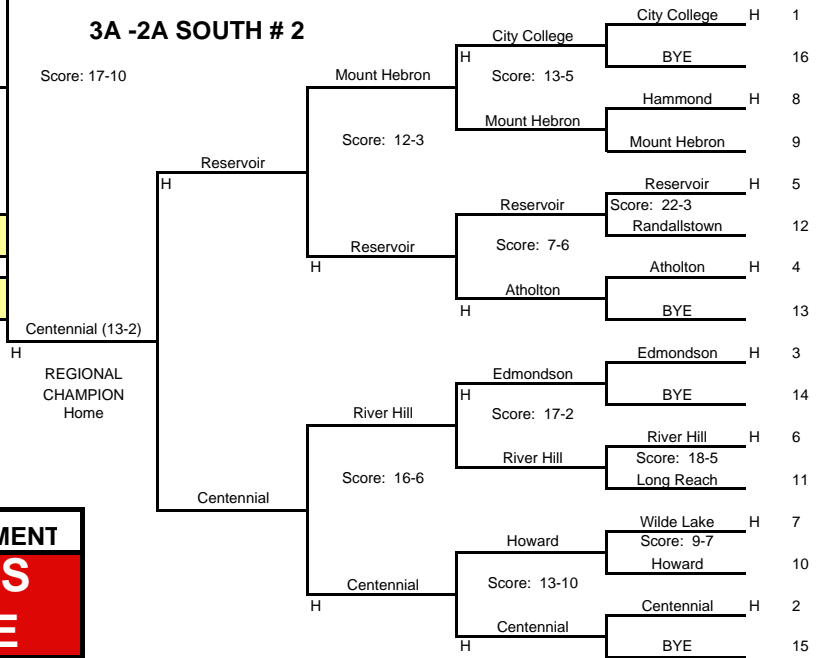 3A -2A SOUTH # 2
City College H 1
BYE 16
City College
H
Score: 13-5
Hammond H 8
Mount Hebron 9
Mount Hebron
Mount Hebron
Score: 17-10
Score: 12-3
Reservoir
H
Reservoir H 5
Score: 22-3
Randallstown 12
Reservoir
Score: 7-6
Reservoir
H
Atholton H 4
BYE 13
Atholton
H
Centennial (13-2)
H
REGIONAL
CHAMPION
Home
Edmondson H 3
BYE 14
Edmondson
H
Score: 17-2
River Hill
River Hill H 6
Score: 18-5
Long Reach 11
River Hill
Score: 16-6
Centennial
Wilde Lake H 7
Score: 9-7
Howard 10
Howard
Score: 13-10
Centennial
H
Centennial H 2
BYE 15
Centennial
H
MENT
S
E